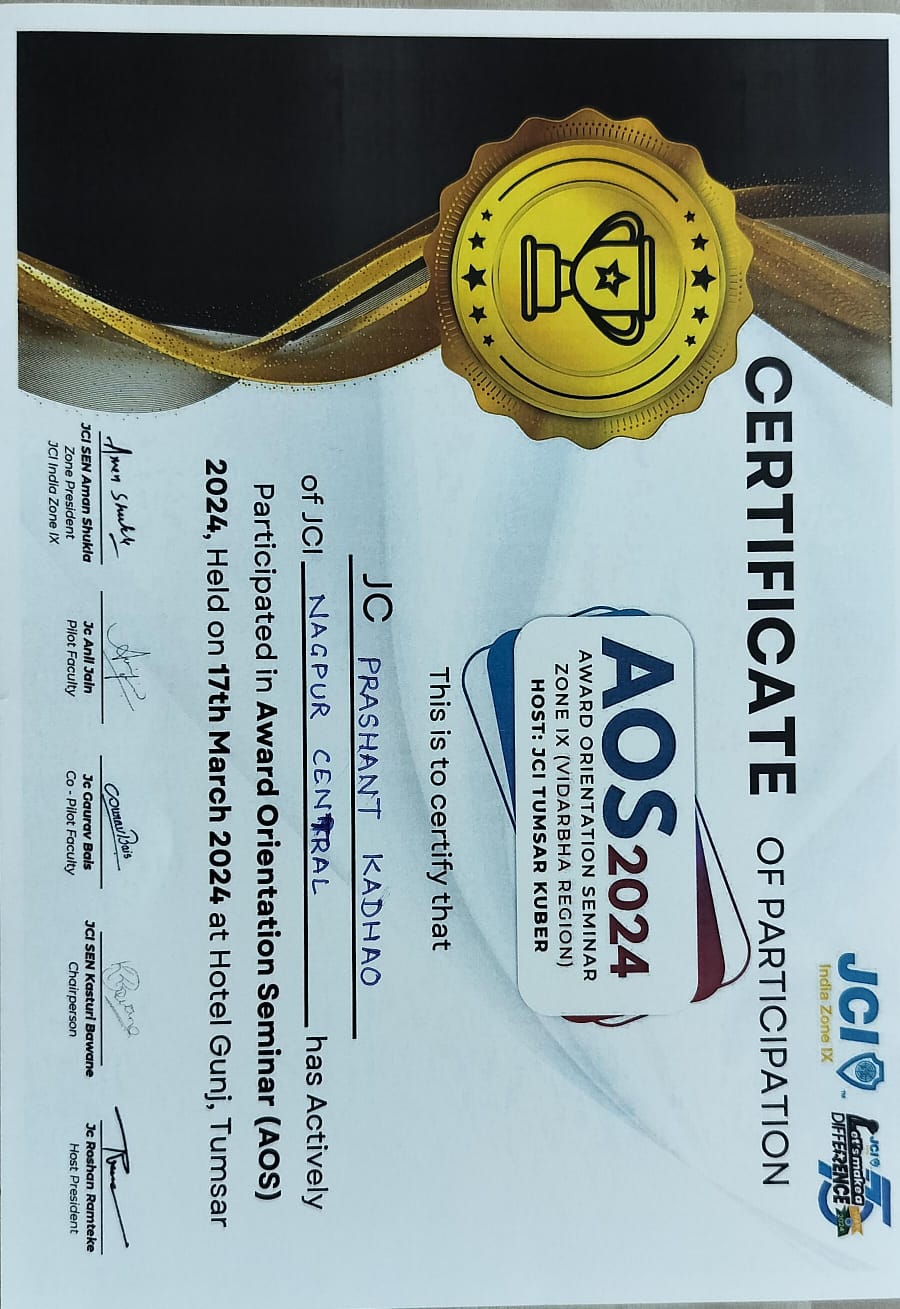 JCI
India Zone IX
JCI
Let's make a
DIFFERENCE
75
2024
CERTIFICATE OF PARTICIPATION
AOS 2024
AWARD ORIENTATION SEMINAR
ZONE IX (VIDARBHA REGION)
HOST: JCI TUMSAR KUBER
This is to certify that
JC PRASHANT KADHAO
of JCI NAGPUR CENTRAL has Actively
Participated in Award Orientation Seminar (AOS)
2024, Held on 17th March 2024 at Hotel Gunj, Tumsar
Aman Shukla
Gourav Bais
KBawane
JCI SEN Aman Shukla
Zone President
JCI India Zone IX
Jc Anil Jain
Pilot Faculty
Jc Gaurav Bais
Co - Pilot Faculty
JCI SEN Kasturi Bawane
Chairperson
Jc Roshan Ramteke
Host President